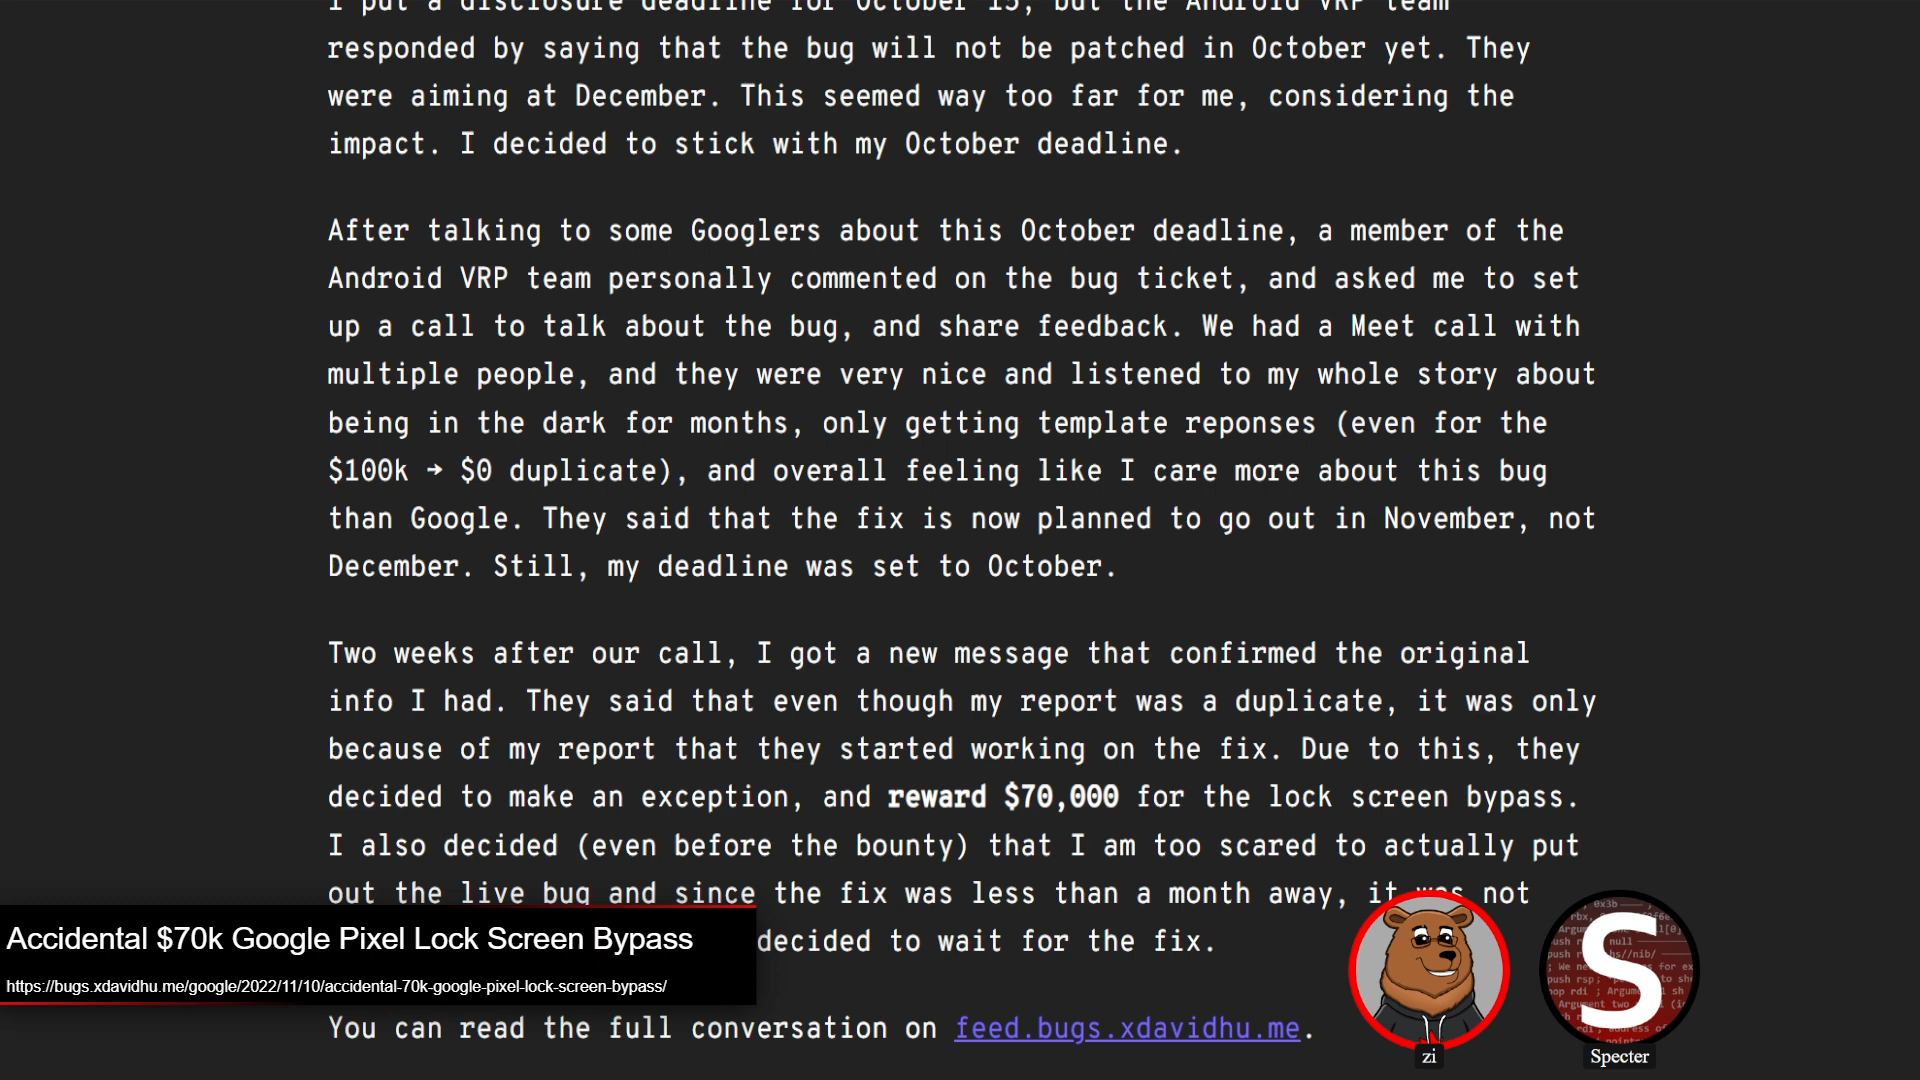 I put a disclosure deadline for October 15, but the Android VRP team
responded by saying that the bug will not be patched in October yet. They
were aiming at December. This seemed way too far for me, considering the
impact. I decided to stick with my October deadline.
After talking to some Googlers about this October deadline, a member of the
Android VRP team personally commented on the bug ticket, and asked me to set
up a call to talk about the bug, and share feedback. We had a Meet call with
multiple people, and they were very nice and listened to my whole story about
being in the dark for months, only getting template reponses (even for the
$100k → $0 duplicate), and overall feeling like I care more about this bug
than Google. They said that the fix is now planned to go out in November, not
December. Still, my deadline was set to October.
Two weeks after our call, I got a new message that confirmed the original
info I had. They said that even though my report was a duplicate, it was only
because of my report that they started working on the fix. Due to this, they
decided to make an exception, and reward $70,000 for the lock screen bypass.
I also decided (even before the bounty) that I am too scared to actually put
out the live bug and since the fix was less than a month away, it was not
decided to wait for the fix.
Accidental $70k Google Pixel Lock Screen Bypass
https://bugs.xdavidhu.me/google/2022/11/10/accidental-70k-google-pixel-lock-screen-bypass/
You can read the full conversation on feed.bugs.xdavidhu.me.
zi
S
Specter